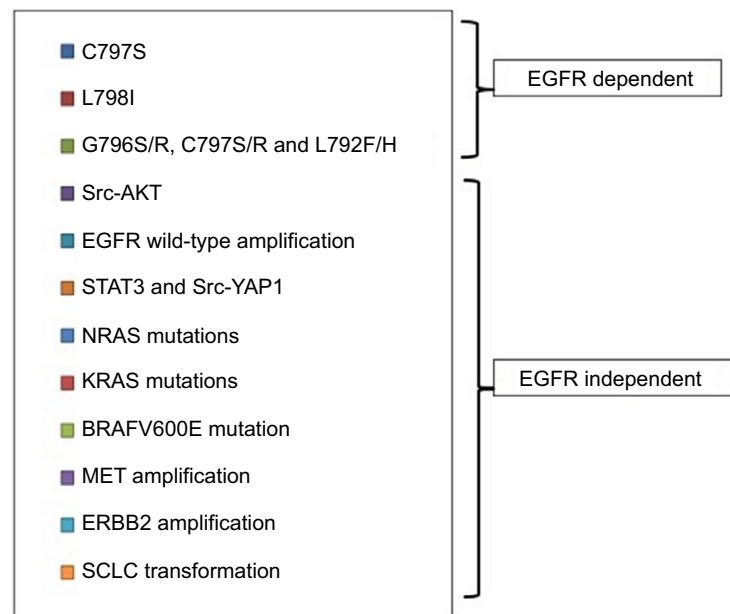 C797S
L798I
G796S/R, C797S/R and L792F/H
Src-AKT
EGFR wild-type amplification
STAT3 and Src-YAP1
NRAS mutations
KRAS mutations
BRAFV600E mutation
MET amplification
ERBB2 amplification
SCLC transformation
EGFR dependent
EGFR independent